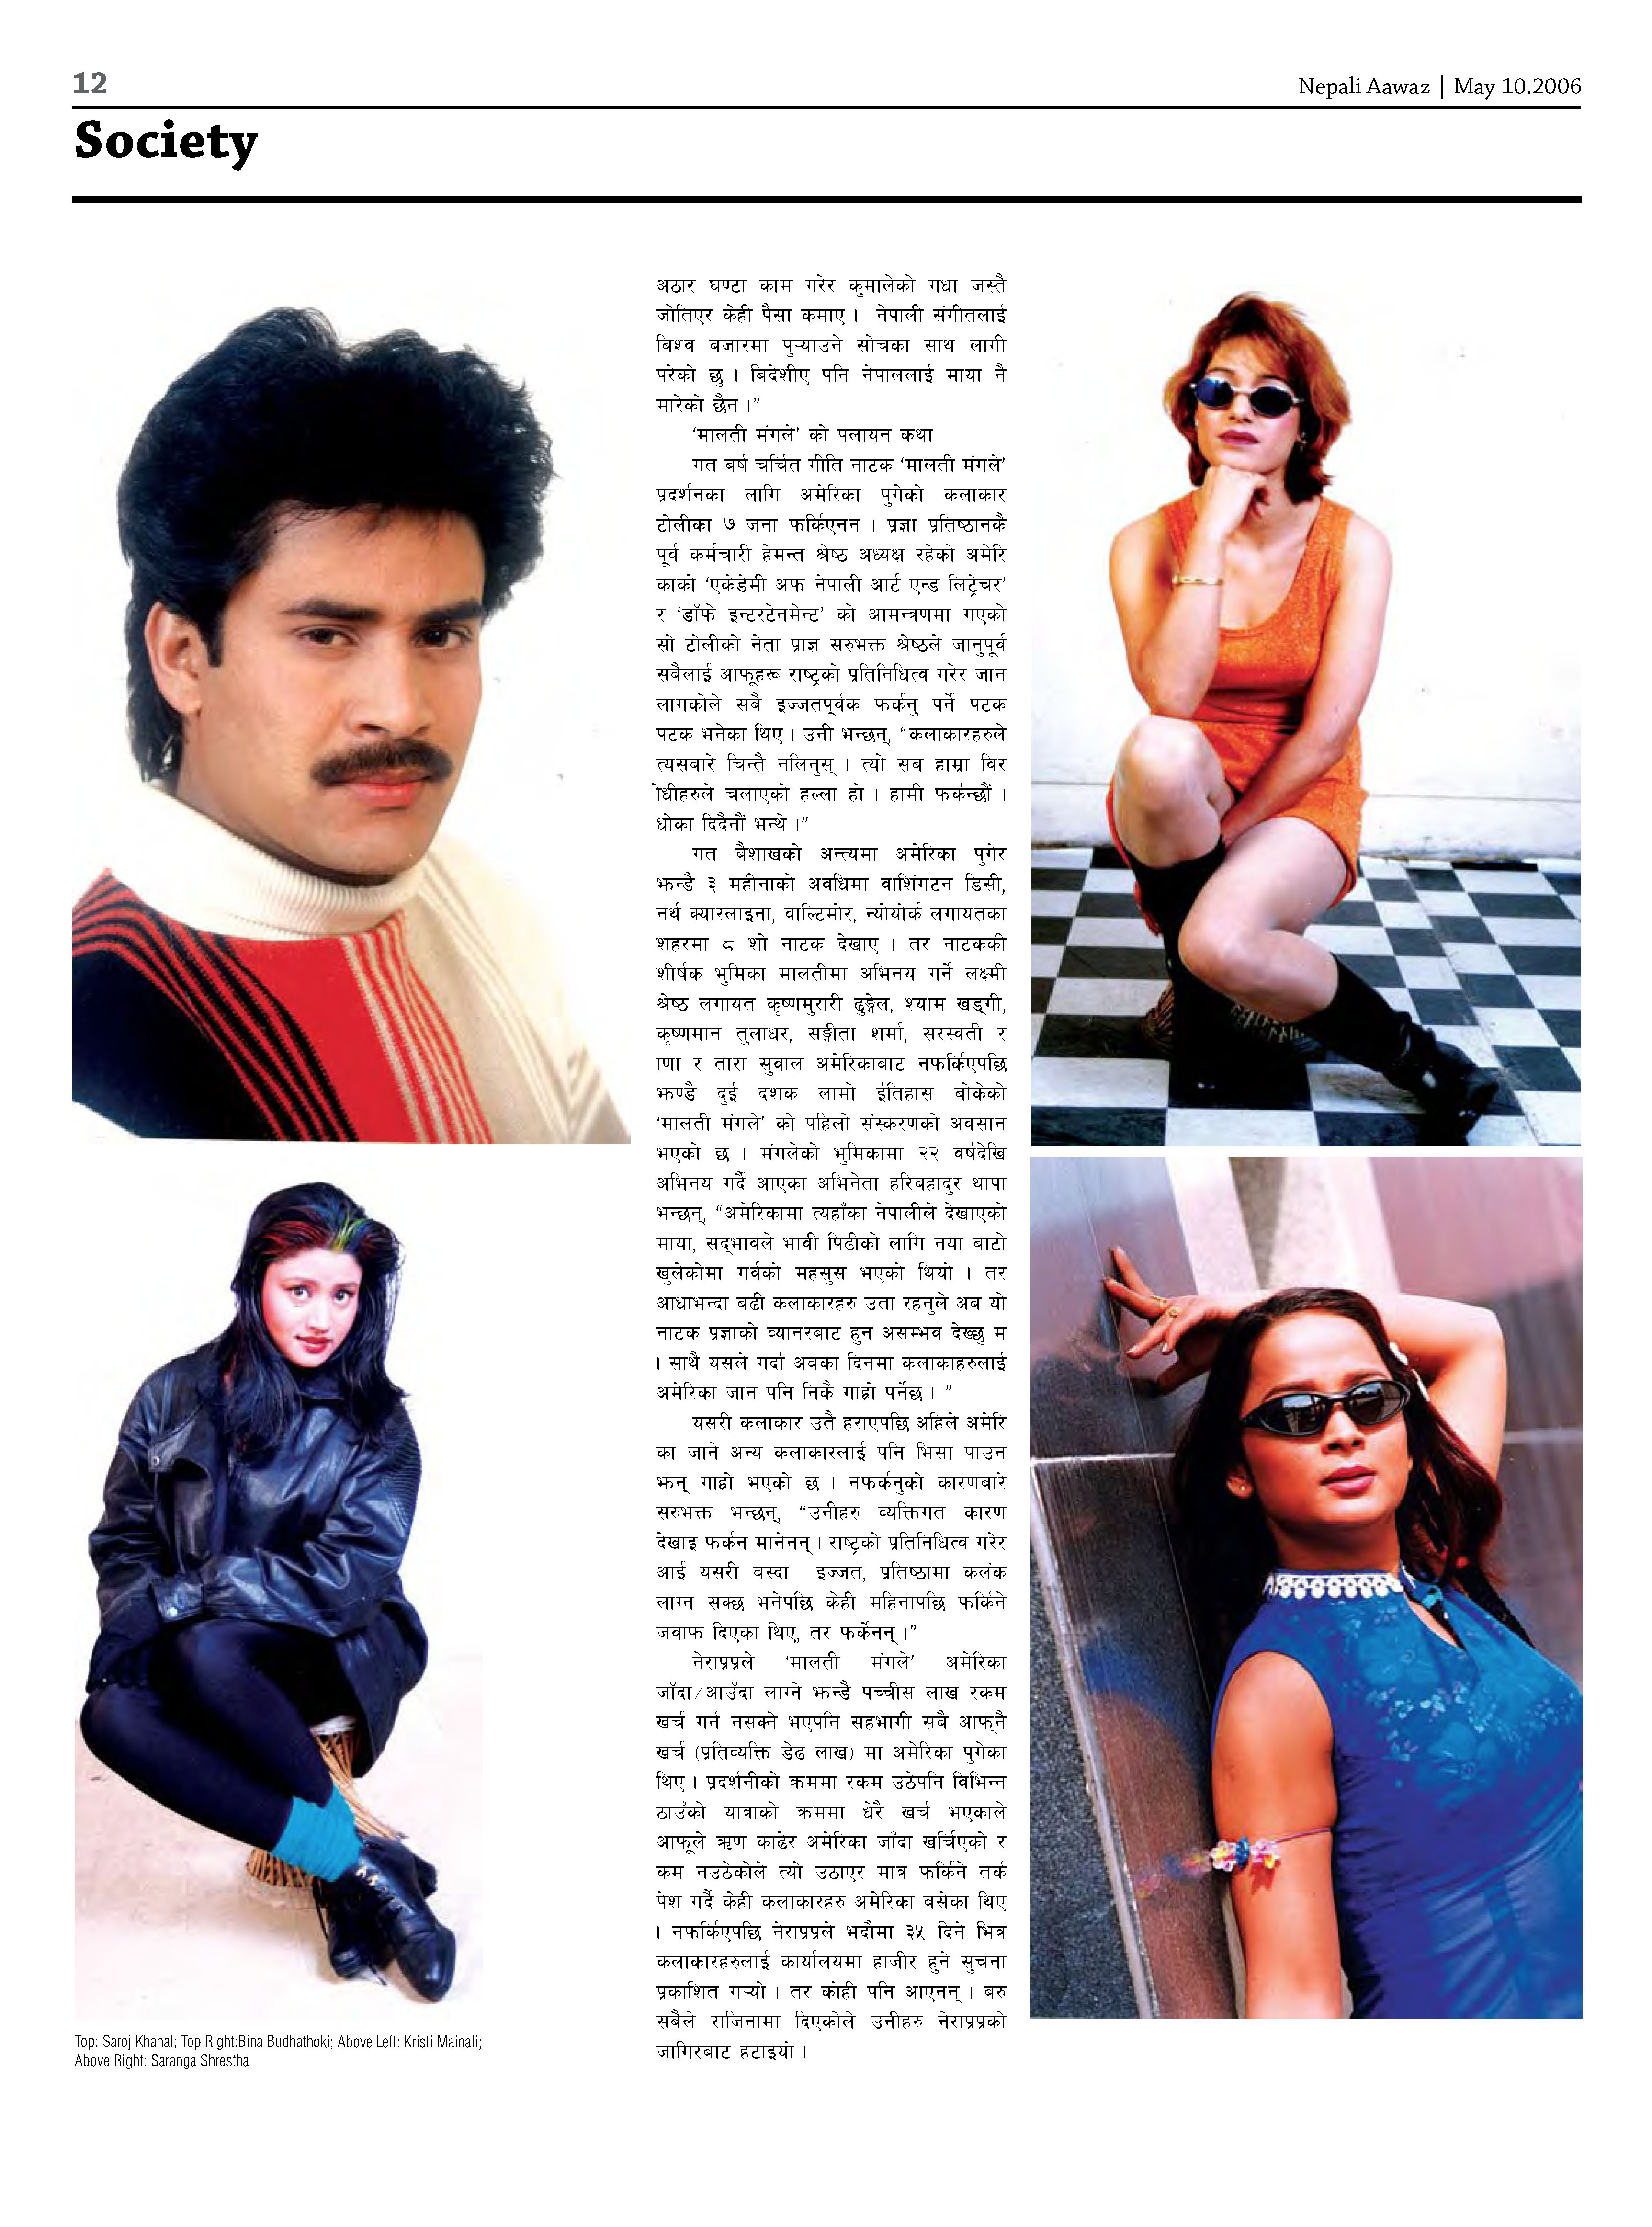 12
Nepali Aawaz | May 10.2006
Society
अठार घण्टा काम गरेर कुमालेको गधा जस्तै
जोतिएर केही पैसा कमाए । नेपाली संगीतलाई
बिश्व बजारमा पुर्‍याउने सोचका साथ लागी
परेको छु । बिदेशीए पनि नेपाललाई माया नै
मारेको छैन ।”
‘मालती मंगले’ को पलायन कथा
गत बर्ष चर्चित गीति नाटक ‘मालती मंगले’
प्रदर्शनका लागि अमेरिका पुगेको कलाकार
टोलीका ७ जना फर्किएनन । प्रज्ञा प्रतिष्ठानकै
पूर्व कर्मचारी हेमन्त श्रेष्ठ अध्यक्ष रहेको अमेरि
काको ‘एकेडेमी अफ नेपाली आर्ट एन्ड लिट्रेचर’
र ‘डाँफे इन्टरटेनमेन्ट’ को आमन्त्रणमा गएको
सो टोलीको नेता प्राज्ञ सरुभक्त श्रेष्ठले जानुपूर्व
सबैलाई आफूहरू राष्ट्रको प्रतिनिधित्व गरेर जान
लागकोले सबै इज्जतपूर्वक फर्कनु पर्ने पटक
पटक भनेका थिए । उनी भन्छन्, “कलाकारहरुले
त्यसबारे चिन्तै नलिनुस् । त्यो सब हाम्रा विर
ोधीहरुले चलाएको हल्ला हो । हामी फर्कन्छौं ।
धोका दिदैनौं भन्थे ।”
गत बैशाखको अन्त्यमा अमेरिका पुगेर
झन्डै ३ महीनाको अवधिमा वाशिंगटन डिसी,
नर्थ क्यारलाइना, वाल्टिमोर, न्योयोर्क लगायतका
शहरमा ८ शो नाटक देखाए । तर नाटककी
शीर्षक भुमिका मालतीमा अभिनय गर्ने लक्ष्मी
श्रेष्ठ लगायत कृष्णमुरारी ढुङ्गेल, श्याम खड्गी,
कृष्णमान तुलाधर, सङ्गीता शर्मा, सरस्वती र
ाणा र तारा सुवाल अमेरिकाबाट नफर्किएपछि
झण्डै दुई दशक लामो ईतिहास बोकेको
‘मालती मंगले’ को पहिलो संस्करणको अवसान
भएको छ । मंगलेको भुमिकामा २२ वर्षदेखि
अभिनय गर्दै आएका अभिनेता हरिबहादुर थापा
भन्छन्, “अमेरिकामा त्यहाँका नेपालीले देखाएको
माया, सद्‌भावले भावी पिढीको लागि नया बाटो
खुलेकोमा गर्वको महसुस भएको थियो । तर
आधाभन्दा बढी कलाकारहरु उता रहनुले अब यो
नाटक प्रज्ञाको व्यानरबाट हुन असम्भव देख्छु म
। साथै यसले गर्दा अबका दिनमा कलाकाहरुलाई
अमेरिका जान पनि निकै गाह्रो पर्नेछ । ”
यसरी कलाकार उतै हराएपछि अहिले अमेरि
का जाने अन्य कलाकारलाई पनि भिसा पाउन
झन् गाह्रो भएको छ । नफर्कनुको कारणबारे
सरुभक्त भन्छन्, “उनीहरु व्यक्तिगत कारण
देखाइ फर्कन मानेनन् । राष्ट्रको प्रतिनिधित्व गरेर
आई यसरी बस्दा इज्जत, प्रतिष्ठामा कलंक
लाग्न सक्छ भनेपछि केही महिनापछि फर्किने
जवाफ दिएका थिए, तर फर्केनन् ।”
नेराप्रप्रले ‘मालती मंगले’ अमेरिका
जाँदा/आउँदा लाग्ने झन्डै पच्चीस लाख रकम
खर्च गर्न नसक्ने भएपनि सहभागी सबै आफ्‌नै
खर्च (प्रतिव्यक्ति डेढ लाख) मा अमेरिका पुगेका
थिए । प्रदर्शनीको क्रममा रकम उठेपनि विभिन्न
ठाउँको यात्राको क्रममा धेरै खर्च भएकाले
आफूले ऋण काढेर अमेरिका जाँदा खर्चिएको र
कम नउठेकोले त्यो उठाएर मात्र फर्किने तर्क
पेश गर्दै केही कलाकारहरु अमेरिका बसेका थिए
। नफर्किएपछि नेराप्रप्रले भदौमा ३५ दिने भित्र
कलाकारहरुलाई कार्यालयमा हाजीर हुने सुचना
प्रकाशित गर्‍यो । तर कोही पनि आएनन् । बरु
सबैले राजिनामा दिएकोले उनीहरु नेराप्रप्रको
जागिरबाट हटाइयो ।
Top: Saroj Khanal; Top Right:Bina Budhathoki; Above Left: Kristi Mainali;
Above Right: Saranga Shrestha